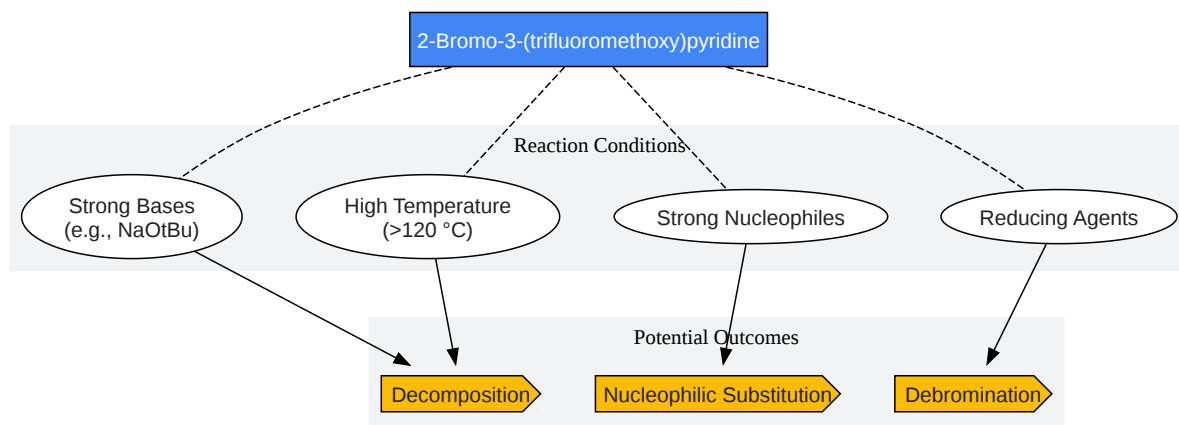 2-Bromo-3-(trifluoromethoxy)pyridine
Reaction Conditions
Strong Bases
(e.g., NaOtBu)
High Temperature
(>120 °C)
Strong Nucleophiles
Reducing Agents
Potential Outcomes
Decomposition
Nucleophilic Substitution
Debromination